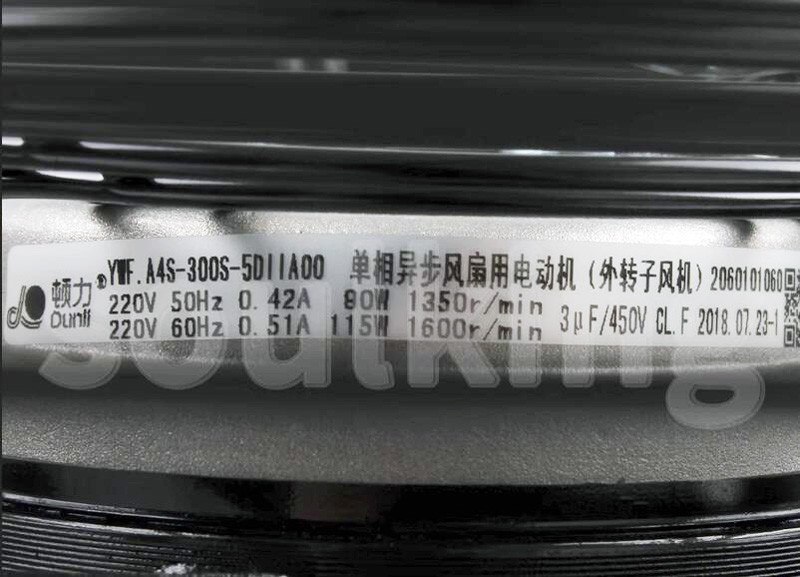 顿力®
Dunli
YWF.A4S-300S-5DIIA00 单相异步风扇用电动机（外转子风机）2060101060
220V 50Hz 0.42A 90W 1350r/min
220V 60Hz 0.51A 115W 1600r/min
3μF/450V CL.F 2018.07.23-1
soulking